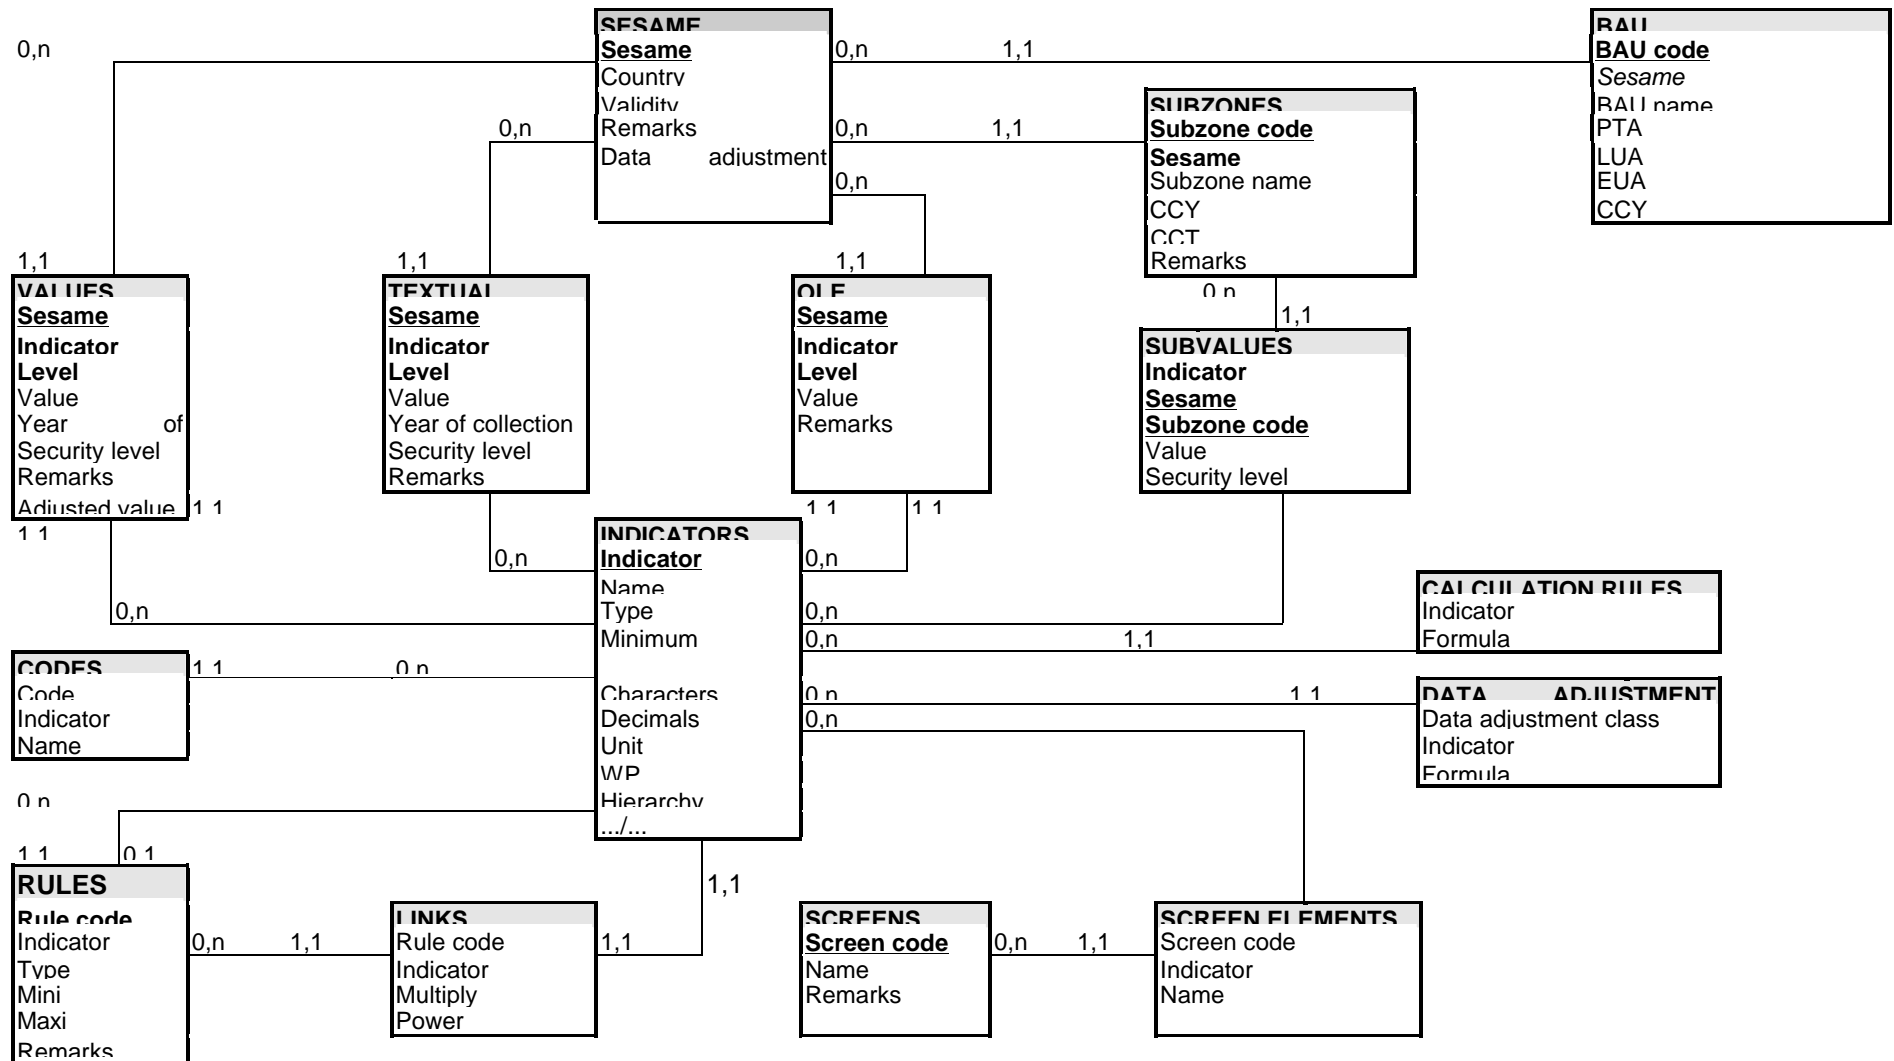 SESAME
Sesame
Country
Validity
Remarks
Data adjustment
BAU
BAU code
Sesame
BAU name
PTA
LUA
EUA
CCY
SUBZONES
Subzone code
Sesame
Subzone name
CCY
CCT
Remarks
0,n
0,n
1,1
0,n
0,n
1,1
0,n
1,1
1,1
1,1
0,n
1,1
VALUES
Sesame
Indicator
Level
Value
Year of
Security level
Remarks
Adjusted value
1,1
1,1
TEXTUAL
Sesame
Indicator
Level
Value
Year of collection
Security level
Remarks
OLE
Sesame
Indicator
Level
Value
Remarks
1,1
1,1
SUBVALUES
Indicator
Sesame
Subzone code
Value
Security level
INDICATORS
Indicator
Name
Type
Minimum
Characters
Decimals
Unit
WP
Hierarchy
.../...
0,n
0,n
0,n
0,n
0,n
1,1
1,1
0,n
0,n
1,1
0,n
CALCULATION RULES
Indicator
Formula
DATA ADJUSTMENT
Data adjustment class
Indicator
Formula
CODES
Code
Indicator
Name
0,n
1,1
0,1
RULES
Rule code
Indicator
Type
Mini
Maxi
Remarks
0,n
1,1
LINKS
Rule code
Indicator
Multiply
Power
1,1
1,1
SCREENS
Screen code
Name
Remarks
0,n
1,1
SCREEN ELEMENTS
Screen code
Indicator
Name